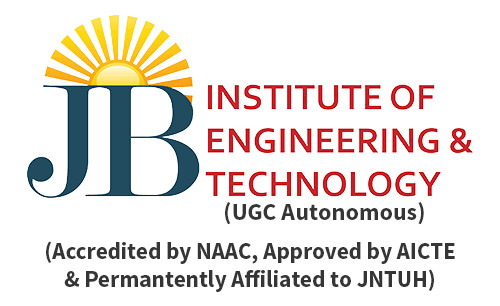 JB
INSTITUTE OF
ENGINEERING &
TECHNOLOGY
(UGC Autonomous)
(Accredited by NAAC, Approved by AICTE
& Permantently Affiliated to JNTUH)